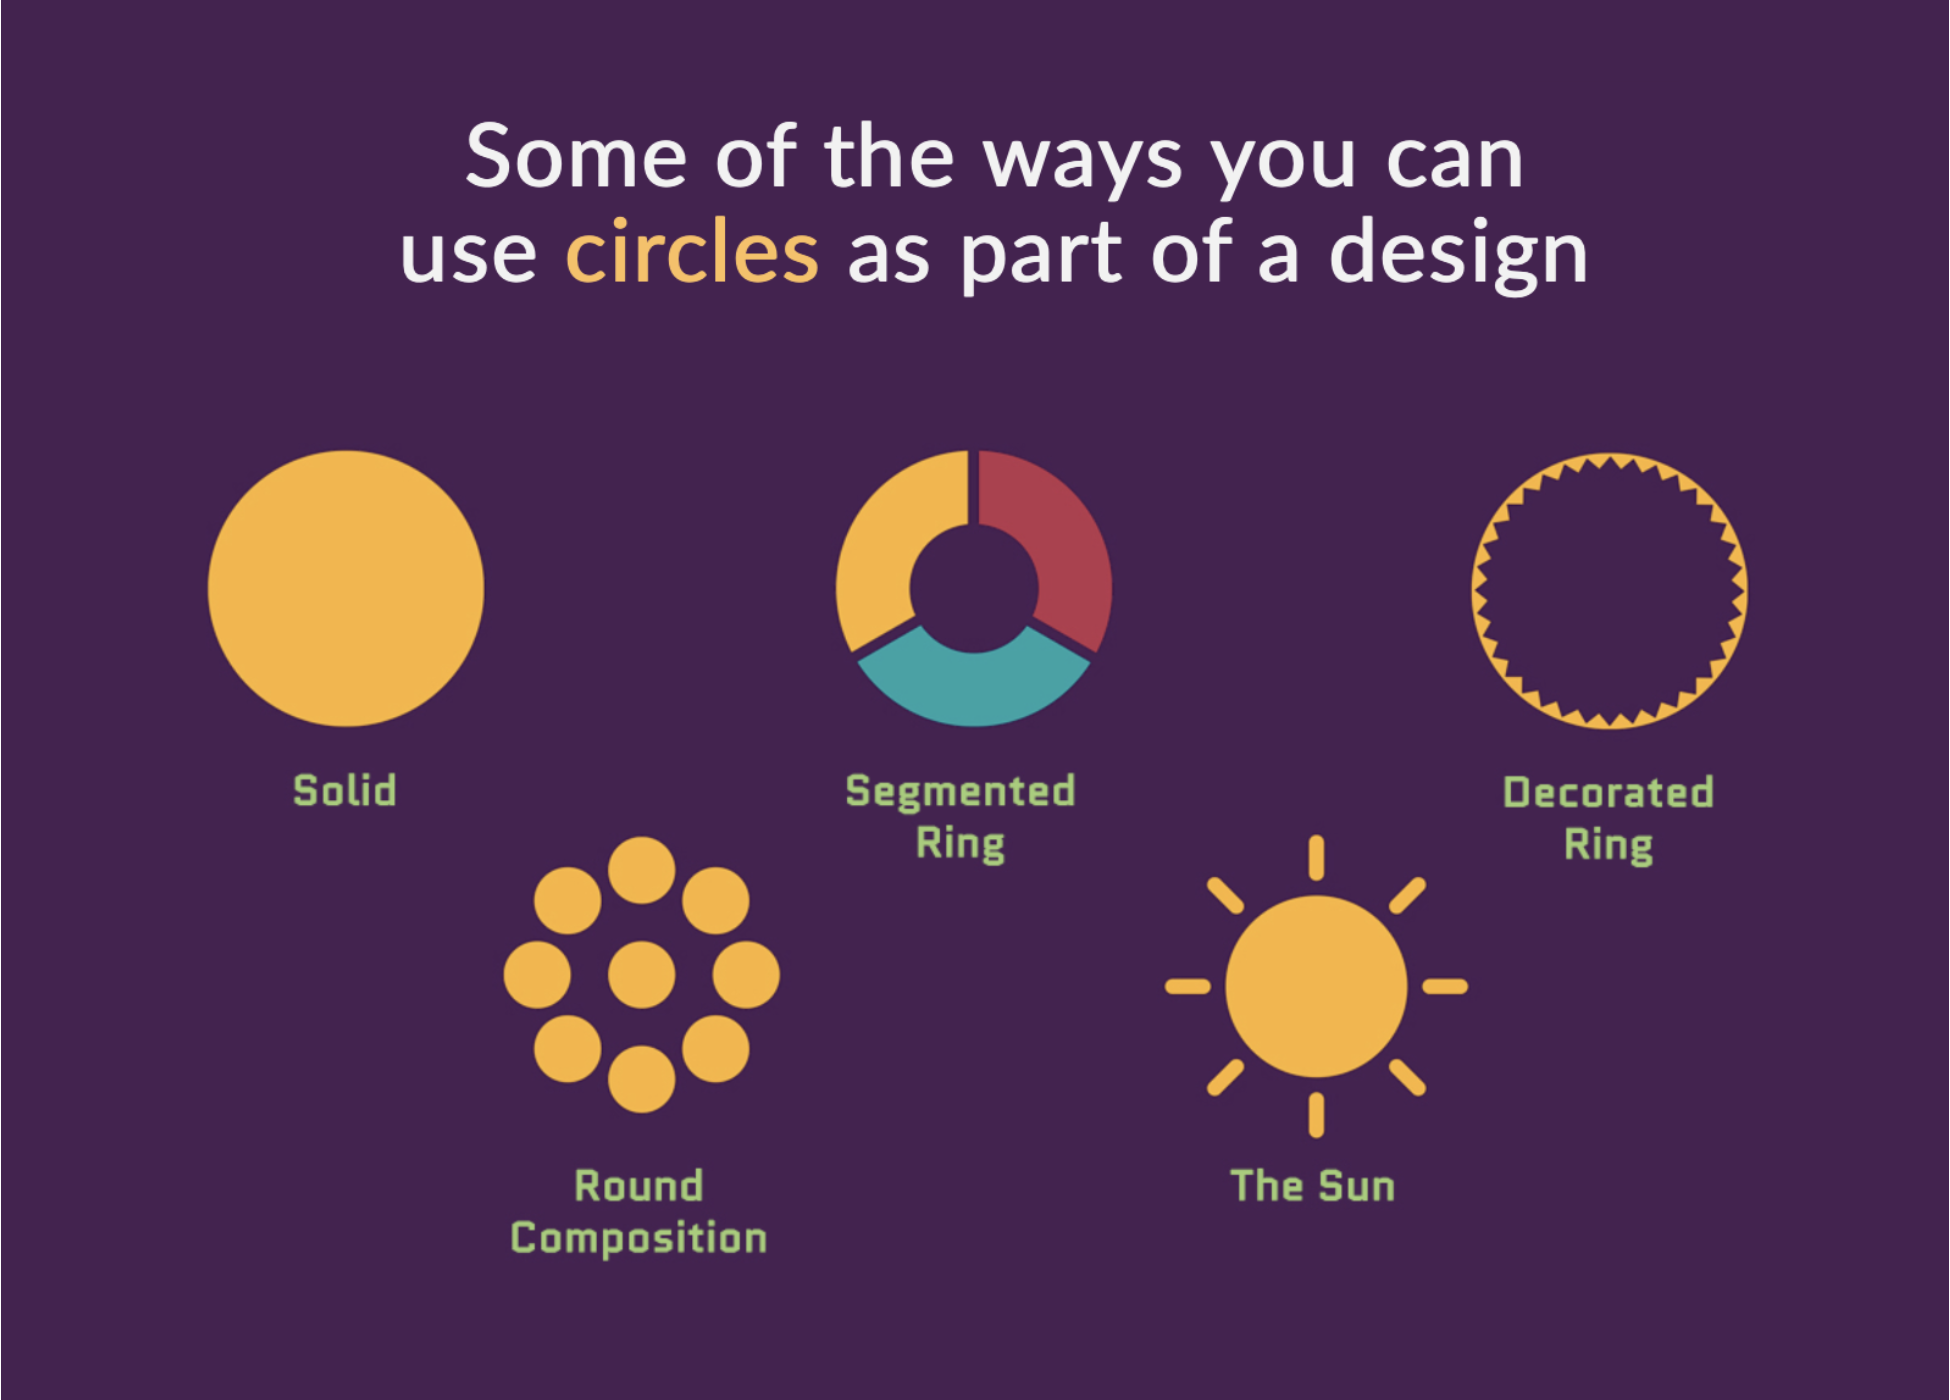 Some of the ways you can
use circles as part of a design
Solid
Segmented
Ring
Decorated
Ring
Round
Composition
The Sun